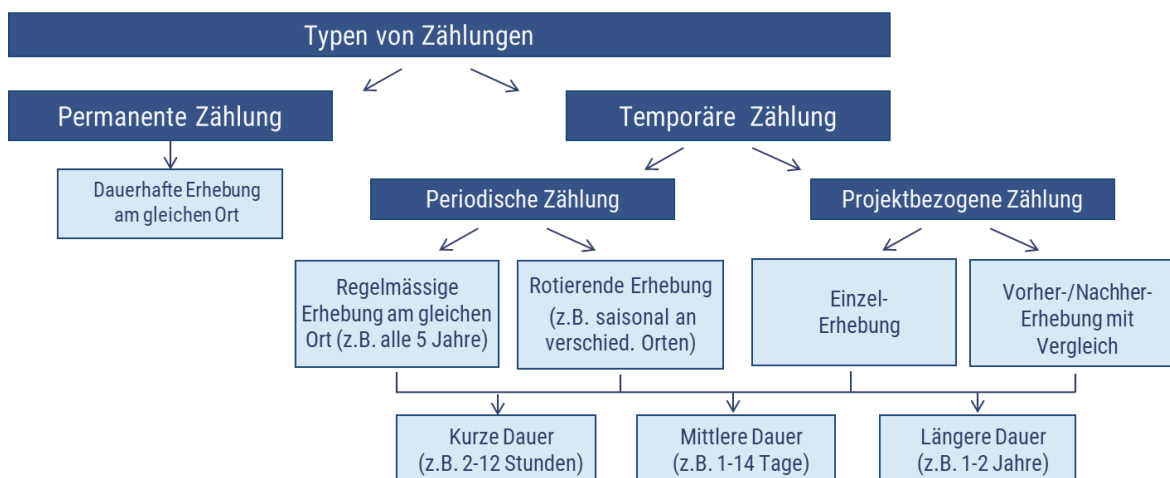 Typen von Zählungen
Permanente Zählung
Temporäre Zählung
Dauerhafte Erhebung
am gleichen Ort
Periodische Zählung
Projektbezogene Zählung
Regelmässige
Erhebung am gleichen
Ort (z.B. alle 5 Jahre)
Rotierende Erhebung
(z.B. saisonal an
verschied. Orten)
Einzel-
Erhebung
Vorher-/Nachher-
Erhebung mit
Vergleich
Kurze Dauer
(z.B. 2-12 Stunden)
Mittlere Dauer
(z.B. 1-14 Tage)
Längere Dauer
(z.B. 1-2 Jahre)